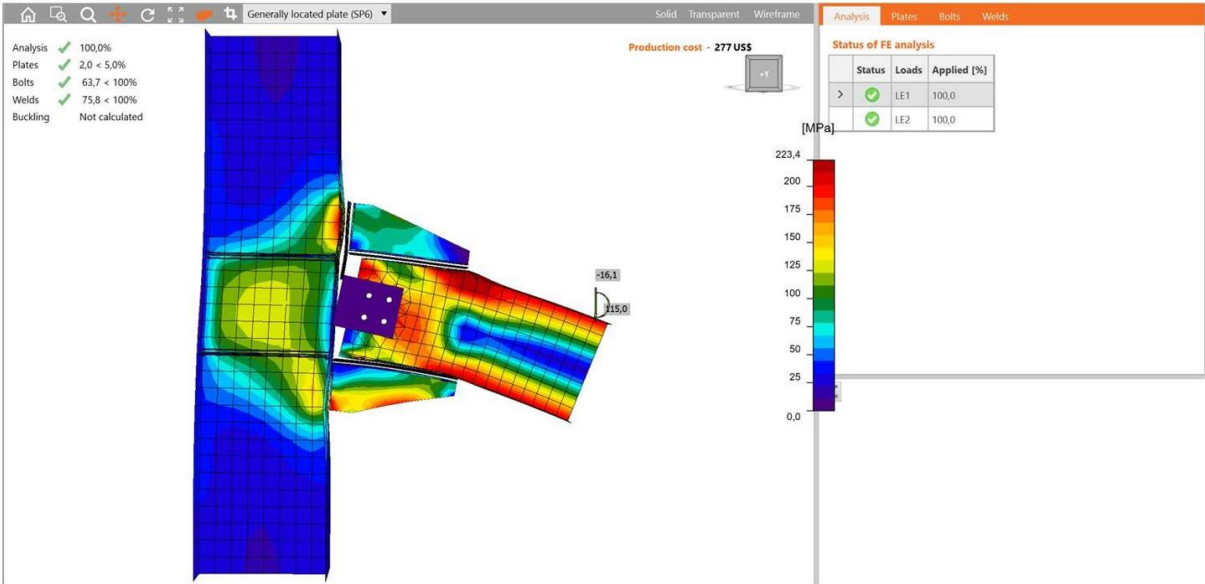 Generally located plate (SP6)
Solid Transparent Wireframe
Analysis Plates Bolts Welds
Analysis 100,0%
Plates 2,0 < 5,0%
Bolts 63,7 < 100%
Welds 75,8 < 100%
Buckling Not calculated
Production cost - 277 US$
+Y
Status of FE analysis
Status Loads Applied [%]
> LE1 100,0
LE2 100,0
[MPa]
223,4
200
175
150
125
100
75
50
25
0,0
-16,1
115,0